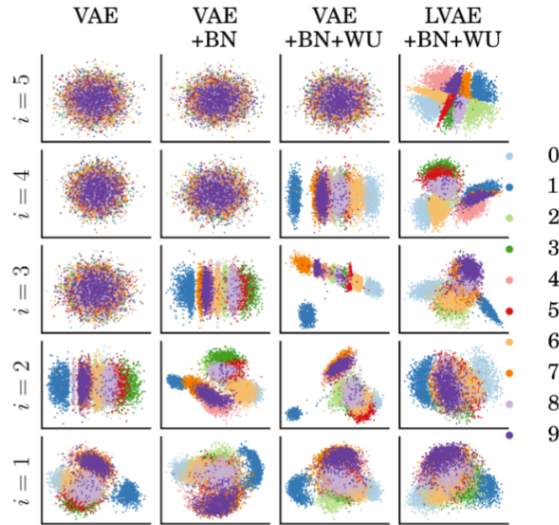 VAE
VAE
+BN
VAE
+BN+WU
LVAE
+BN+WU
i = 5
i = 4
i = 3
i = 2
i = 1
0
1
2
3
4
5
6
7
8
9